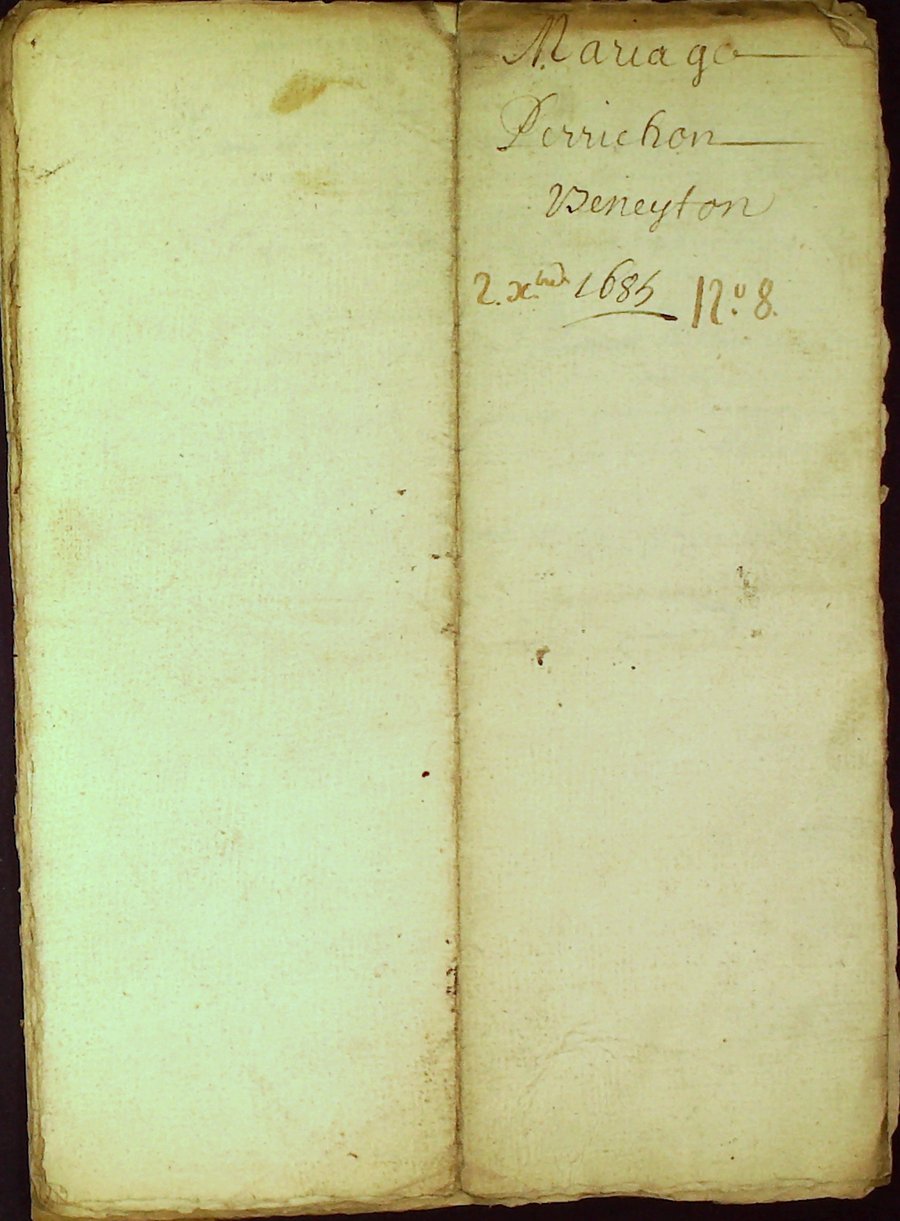 Mariage
Perrichon
Beneyton
2. xbre 1685 N° 8.